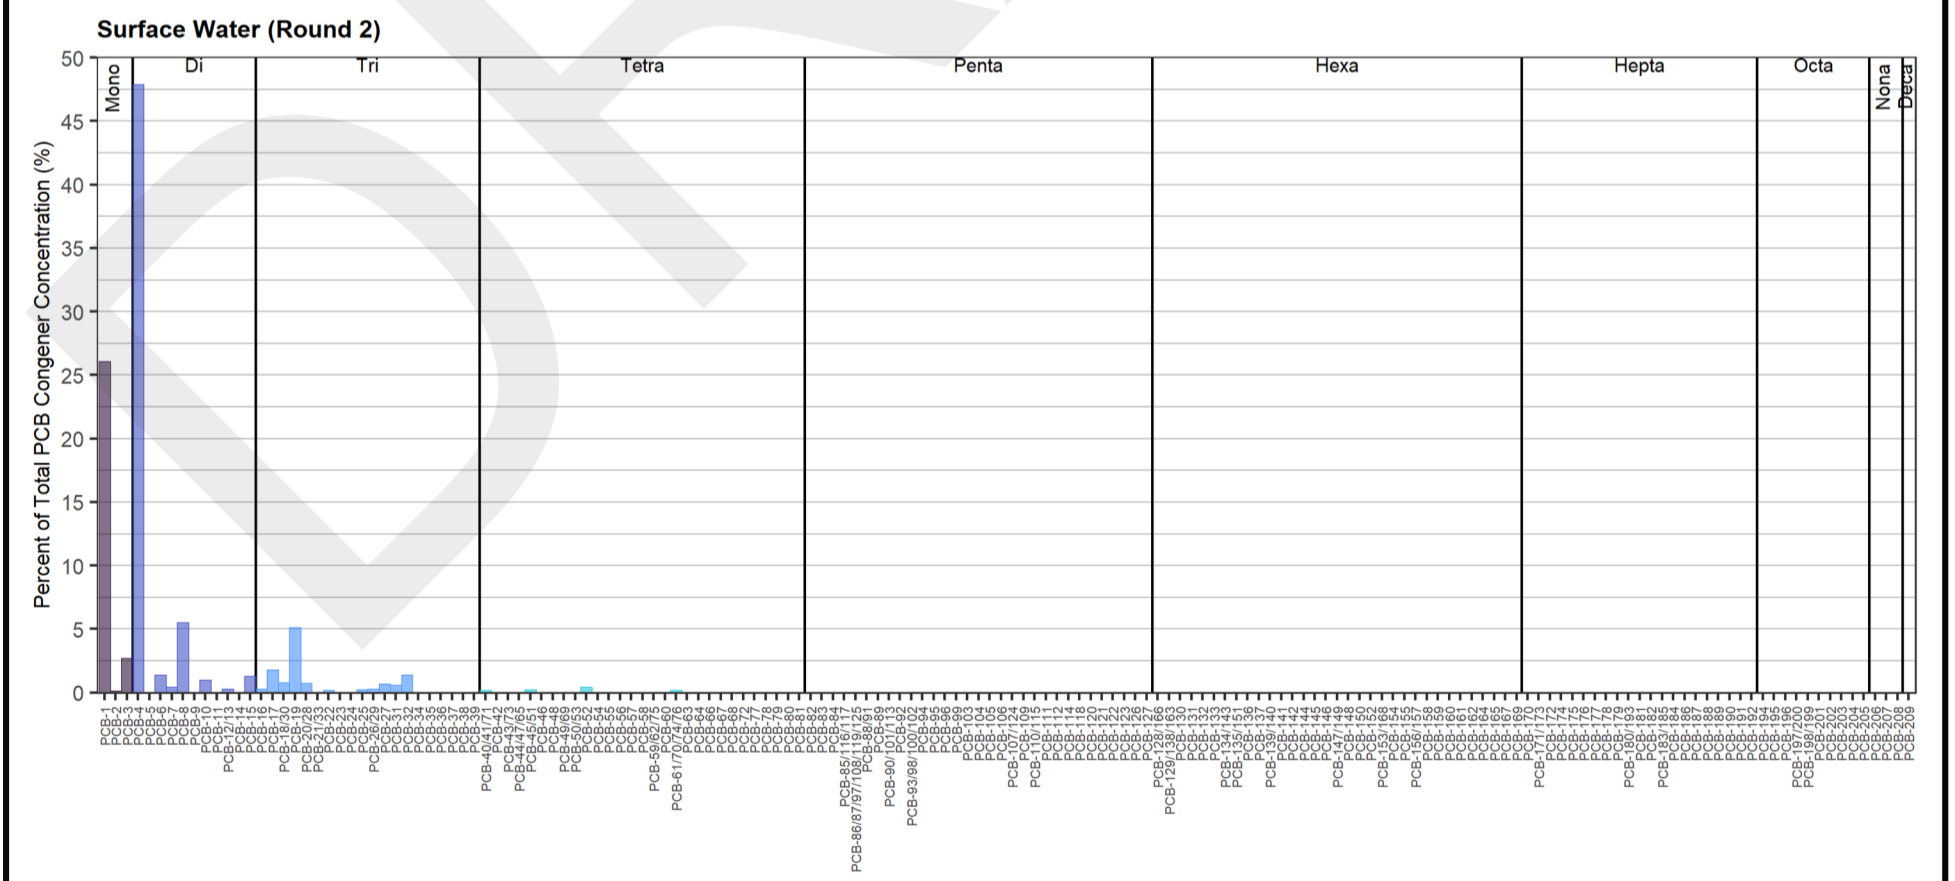 Surface Water (Round 2)
Percent of Total PCB Congener Concentration (%)
50
45
40
35
30
25
20
15
10
5
0
Mono
Di
Tri
Tetra
Penta
Hexa
Hepta
Octa
Nona
Deca
PCB-1
PCB-2
PCB-3
PCB-4
PCB-5
PCB-6
PCB-7
PCB-8
PCB-9
PCB-10
PCB-11
PCB-12/13
PCB-14
PCB-15
PCB-16
PCB-17
PCB-18/30
PCB-19
PCB-20/28
PCB-21/33
PCB-22
PCB-23
PCB-24
PCB-25
PCB-26/29
PCB-27
PCB-31
PCB-32
PCB-34
PCB-35
PCB-36
PCB-37
PCB-38
PCB-39
PCB-40/41/71
PCB-42
PCB-43/73
PCB-44/47/65
PCB-45/51
PCB-46
PCB-48
PCB-49/69
PCB-50/53
PCB-52
PCB-54
PCB-55
PCB-56
PCB-57
PCB-58
PCB-59/62/75
PCB-60
PCB-61/70/74/76
PCB-63
PCB-64
PCB-66
PCB-67
PCB-68
PCB-72
PCB-77
PCB-78
PCB-79
PCB-80
PCB-81
PCB-82
PCB-83
PCB-84
PCB-85/116/117
PCB-86/87/97/108/119/125
PCB-88/91
PCB-89
PCB-90/101/113
PCB-92
PCB-93/98/100/102
PCB-94
PCB-95
PCB-96
PCB-99
PCB-103
PCB-104
PCB-105
PCB-106
PCB-107/124
PCB-109
PCB-110/115
PCB-111
PCB-112
PCB-114
PCB-118
PCB-120
PCB-121
PCB-122
PCB-123
PCB-126
PCB-127
PCB-128/166
PCB-129/138/163
PCB-130
PCB-131
PCB-132
PCB-133
PCB-134/143
PCB-135/151
PCB-136
PCB-137
PCB-139/140
PCB-141
PCB-142
PCB-144
PCB-145
PCB-146
PCB-147/149
PCB-148
PCB-150
PCB-152
PCB-153/168
PCB-154
PCB-155
PCB-156/157
PCB-158
PCB-159
PCB-160
PCB-161
PCB-162
PCB-164
PCB-165
PCB-167
PCB-169
PCB-170
PCB-171/173
PCB-172
PCB-174
PCB-175
PCB-176
PCB-177
PCB-178
PCB-179
PCB-180/193
PCB-181
PCB-182
PCB-183/185
PCB-184
PCB-186
PCB-187
PCB-188
PCB-189
PCB-190
PCB-191
PCB-192
PCB-194
PCB-195
PCB-196
PCB-197/200
PCB-198/199
PCB-201
PCB-202
PCB-203
PCB-204
PCB-205
PCB-206
PCB-207
PCB-208
PCB-209